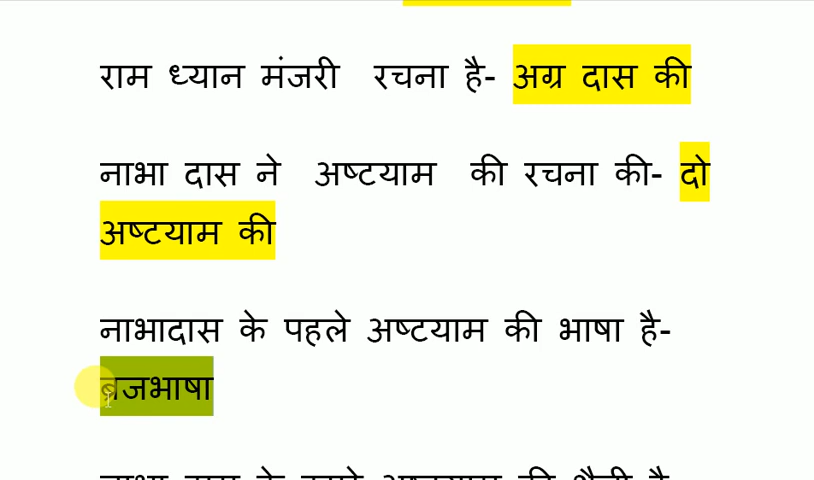 राम ध्यान मंजरी रचना है- अग्र दास की
नाभा दास ने अष्टयाम की रचना की- दो
अष्टयाम की
नाभादास के पहले अष्टयाम की भाषा है-
ब्रजभाषा